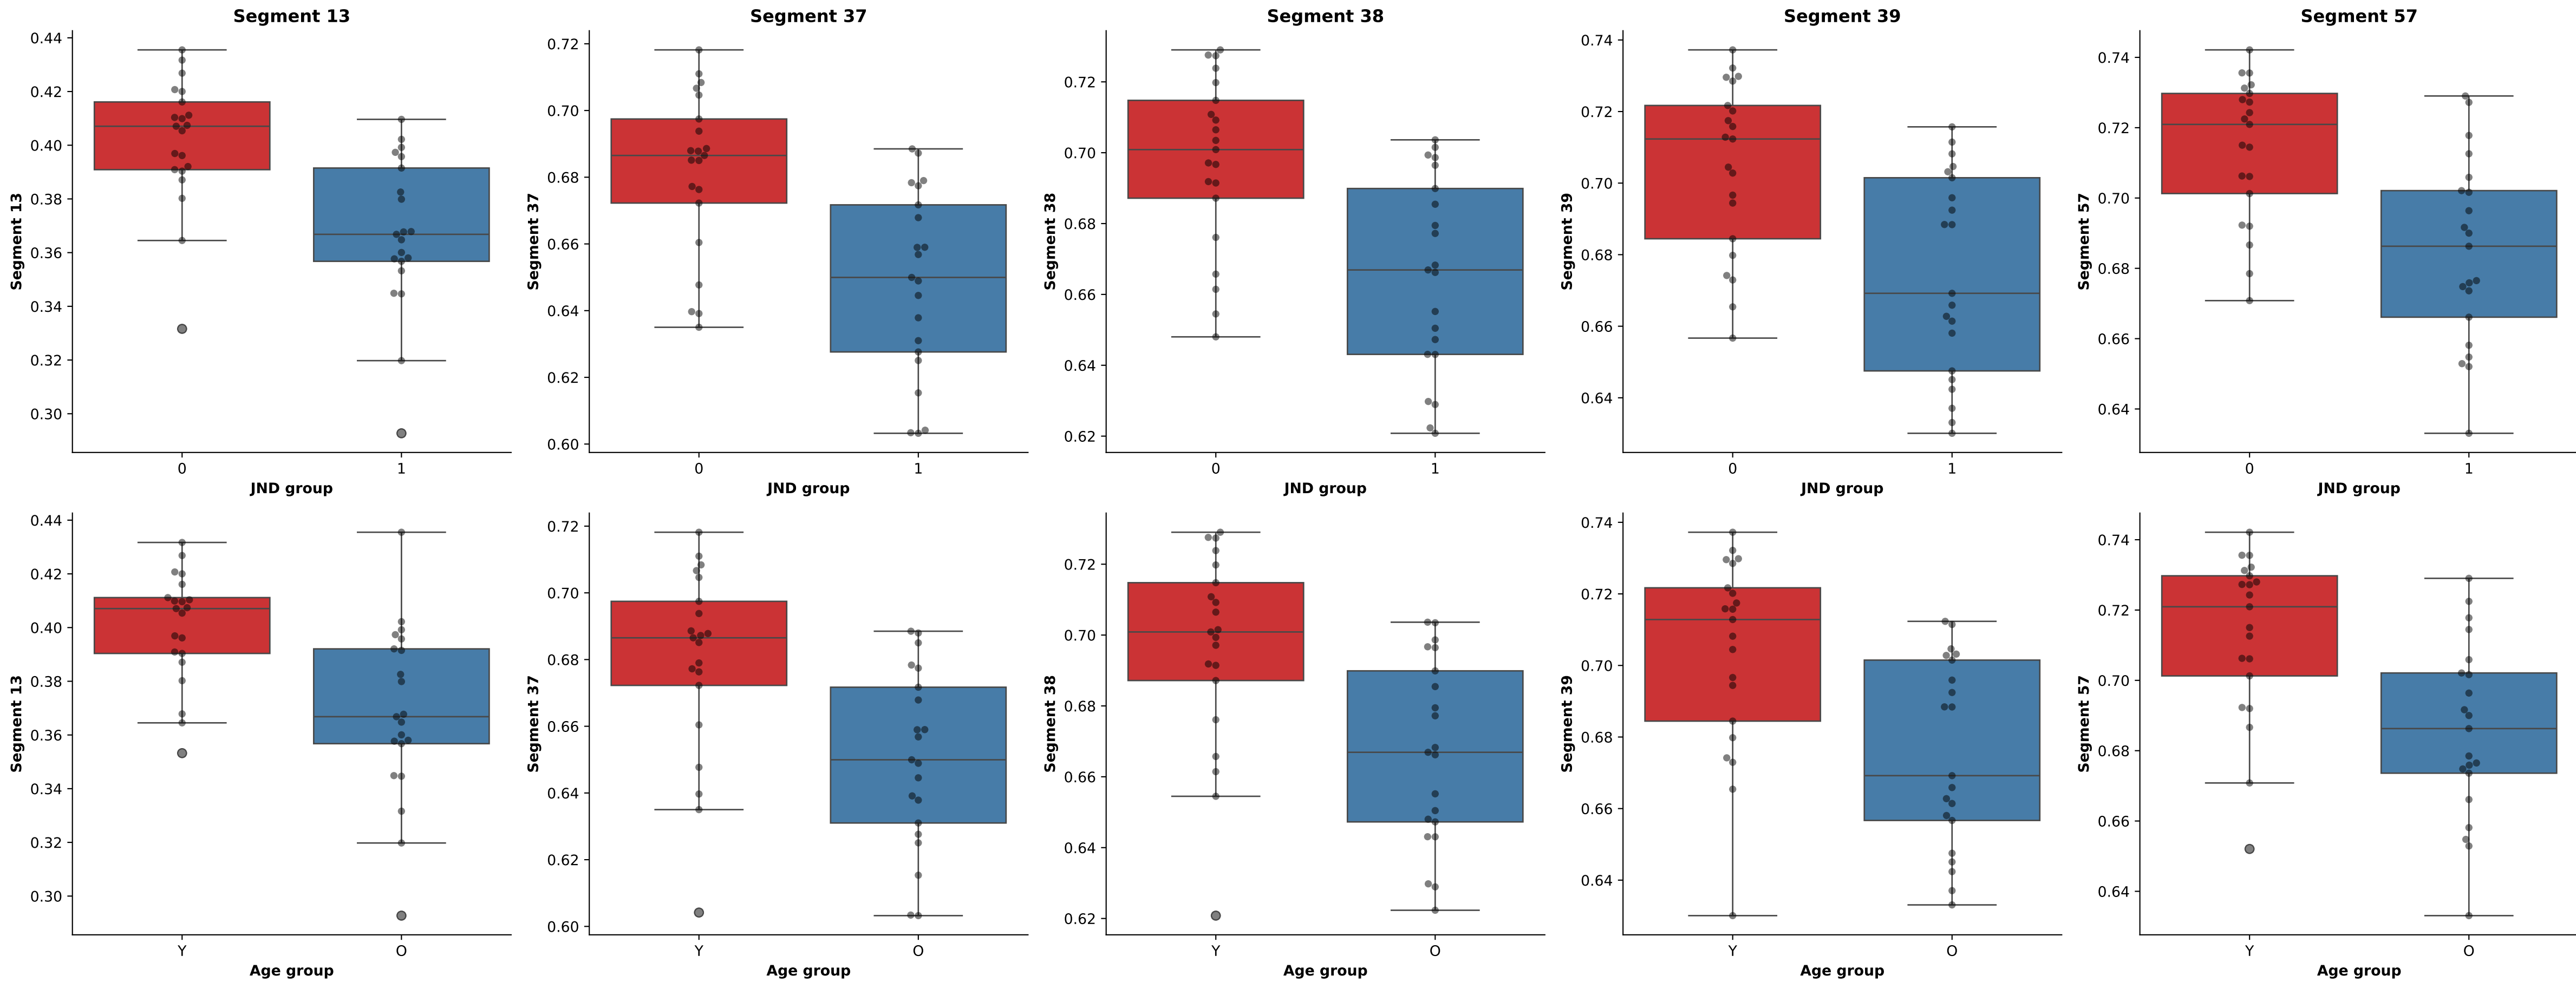 Segment 13
Segment 37
Segment 38
Segment 39
Segment 57
Segment 13
0.44
0.42
0.40
0.38
0.36
0.34
0.32
0.30
0
1
JND group
Segment 37
0.72
0.70
0.68
0.66
0.64
0.62
0.60
0
1
JND group
Segment 38
0.72
0.70
0.68
0.66
0.64
0.62
0
1
JND group
Segment 39
0.74
0.72
0.70
0.68
0.66
0.64
0
1
JND group
Segment 57
0.74
0.72
0.70
0.68
0.66
0.64
0
1
JND group
Segment 13
0.44
0.42
0.40
0.38
0.36
0.34
0.32
0.30
Y
O
Age group
Segment 37
0.72
0.70
0.68
0.66
0.64
0.62
0.60
Y
O
Age group
Segment 38
0.72
0.70
0.68
0.66
0.64
0.62
Y
O
Age group
Segment 39
0.74
0.72
0.70
0.68
0.66
0.64
Y
O
Age group
Segment 57
0.74
0.72
0.70
0.68
0.66
0.64
Y
O
Age group